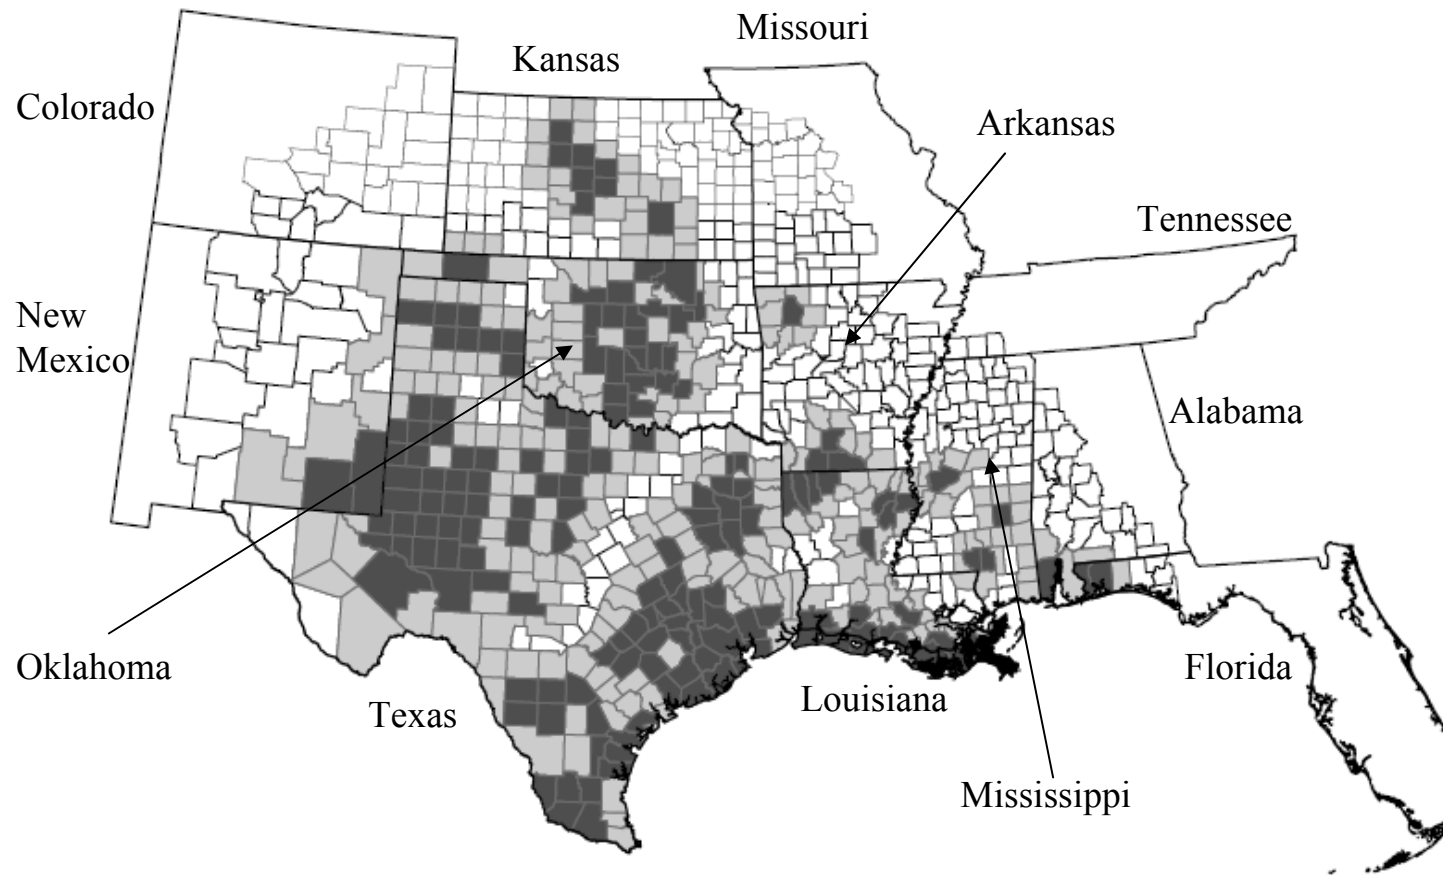 Missouri
Kansas
Colorado
Arkansas
Tennessee
New
Mexico
Alabama
Oklahoma
Florida
Louisiana
Texas
Mississippi